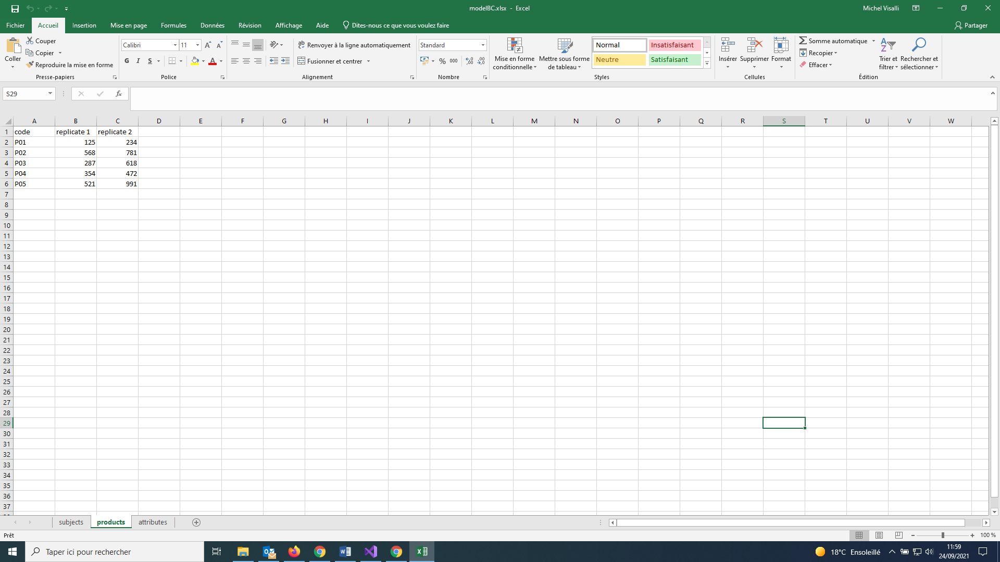 modelBC.xlsx - Excel
Michel Visalli
Fichier Accueil Insertion Mise en page Formules Données Révision Affichage Aide Dites-nous ce que vous voulez faire Partager
Coller
Couper
Copier
Reproduire la mise en forme
Presse-papiers
Calibri 11
G I S
Police
Renvoyer à la ligne automatiquement
Fusionner et centrer
Alignement
Standard
% 000
Nombre
Mise en forme conditionnelle
Mettre sous forme de tableau
Normal Insatisfaisant
Neutre Satisfaisant
Styles
Insérer Supprimer Format
Cellules
Somme automatique
Recopier
Effacer
Trier et filtrer
Rechercher et sélectionner
Édition
S29
fx
A B C D E F G H I J K L M N O P Q R S T U V W
1 code replicate 1 replicate 2
2 P01 125 234
3 P02 568 781
4 P03 287 618
5 P04 354 472
6 P05 521 991
7
8
9
10
11
12
13
14
15
16
17
18
19
20
21
22
23
24
25
26
27
28
29
30
31
32
33
34
35
36
37
subjects products attributes
Prêt
100 %
Taper ici pour rechercher
18°C Ensoleillé
11:59
24/09/2021